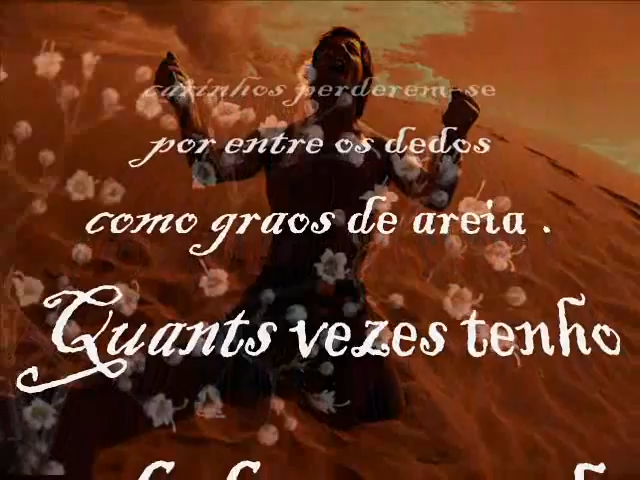 carinhos perderem-se
por entre os dedos
como graos de areia .
Quants vezes tenho